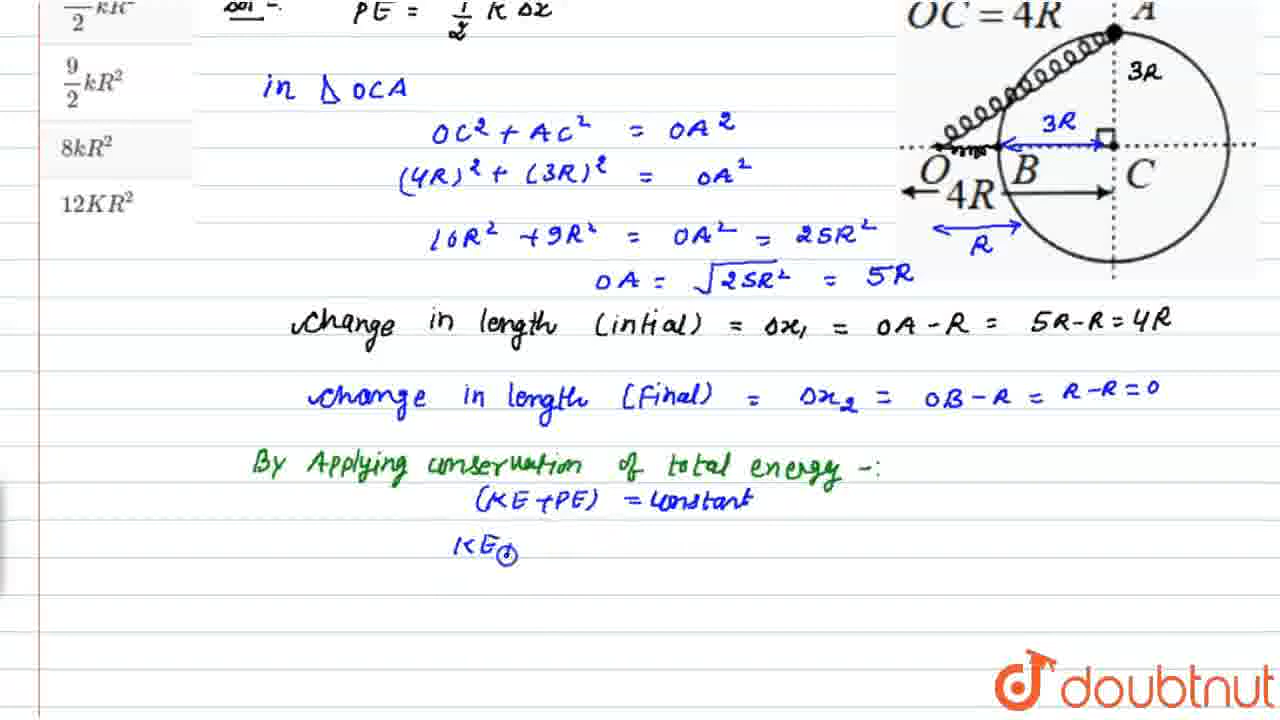 2
9/2 kR²
8kR²
12KR²
PE = 1/2 K Δx
in Δ OCA
OC² + AC² = OA²
(4R)² + (3R)² = OA²
16R² + 9R² = OA² = 25R²
OA = √25R² = 5R
change in length (intial) = Δx₁ = OA - R = 5R - R = 4R
change in length (Final) = Δx₂ = OB - R = R - R = 0
By Applying conservation of total energy -:
(KE + PE) = constant
KE
OC = 4R
A
3R
3R
O
B
C
4R
R
doubtnut